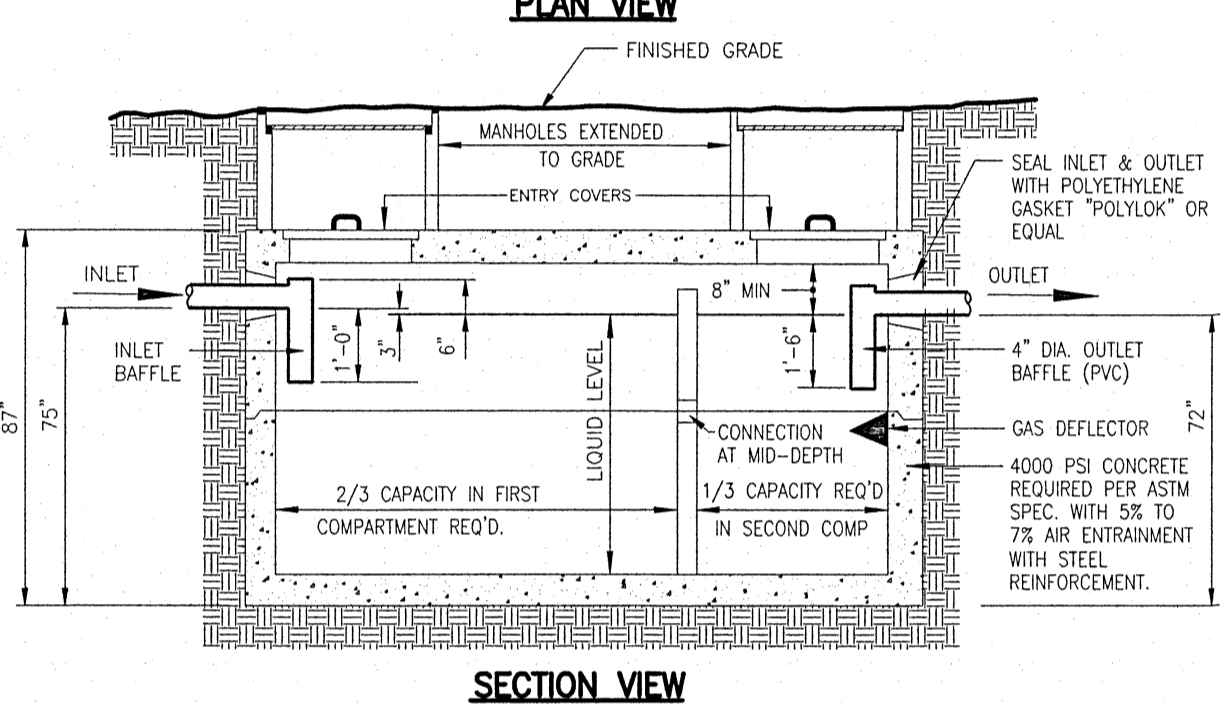 PLAN VIEW
FINISHED GRADE
MANHOLES EXTENDED
TO GRADE
ENTRY COVERS
SEAL INLET & OUTLET
WITH POLYETHYLENE
GASKET "POLYLOK" OR
EQUAL
INLET
OUTLET
8" MIN
1'-0"
3"
6"
1'-6"
INLET
BAFFLE
4" DIA. OUTLET
BAFFLE (PVC)
87"
75"
72"
LIQUID LEVEL
CONNECTION
AT MID-DEPTH
GAS DEFLECTOR
2/3 CAPACITY IN FIRST
COMPARTMENT REQ'D.
1/3 CAPACITY REQ'D
IN SECOND COMP
4000 PSI CONCRETE
REQUIRED PER ASTM
SPEC. WITH 5% TO
7% AIR ENTRAINMENT
WITH STEEL
REINFORCEMENT.
SECTION VIEW